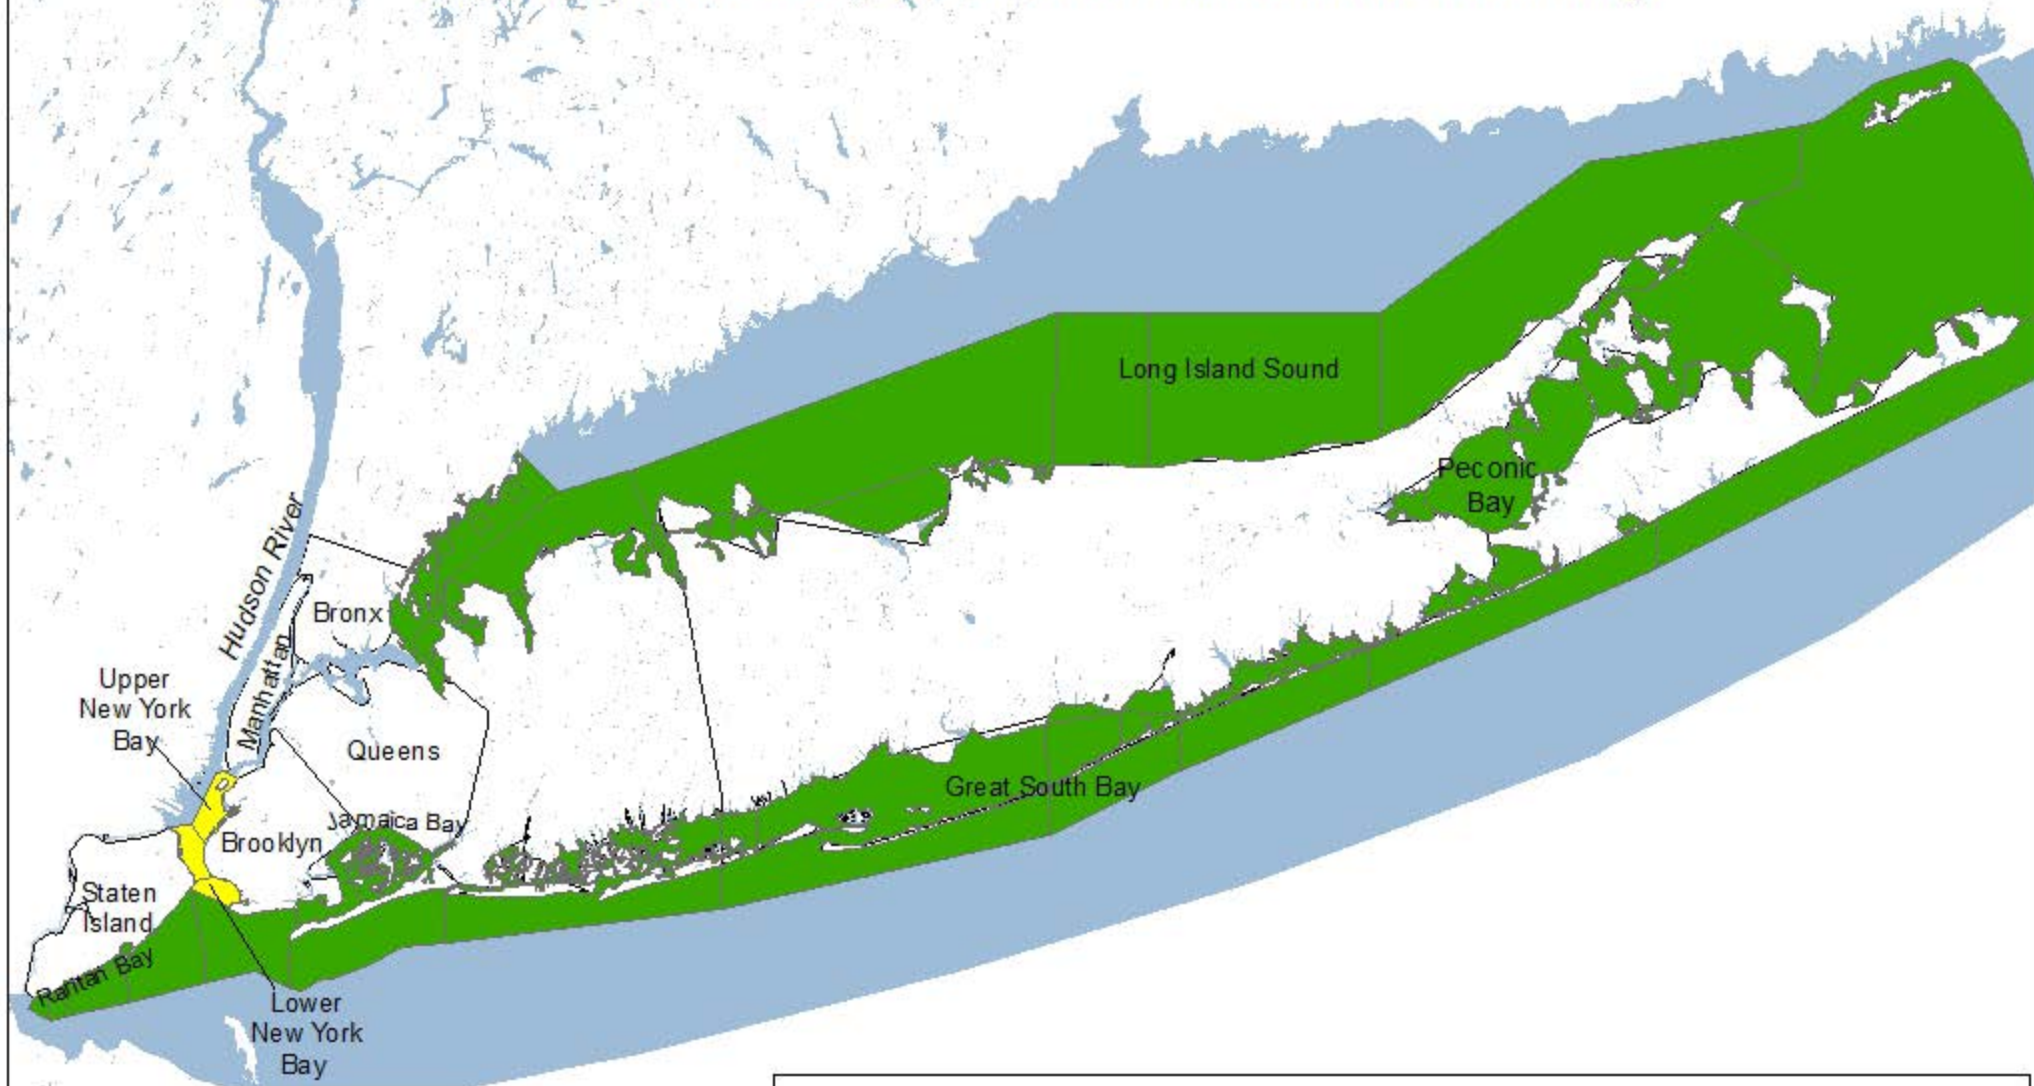 Long Island Sound
Peconic
Bay
Hudson River
Bronx
Manhattan
Upper
New York
Bay
Queens
Great South Bay
Jamaica Bay
Brooklyn
Staten
Island
Raritan Bay
Lower
New York
Bay